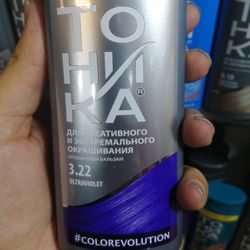 ТОНИКА®
ДЛЯ КРЕАТИВНОГО
И ЭКСТРЕМАЛЬНОГО
ОКРАШИВАНИЯ
ОТТЕНОЧНЫЙ БАЛЬЗАМ
3.22
ULTRAVIOLET
#COLOREVOLUTION